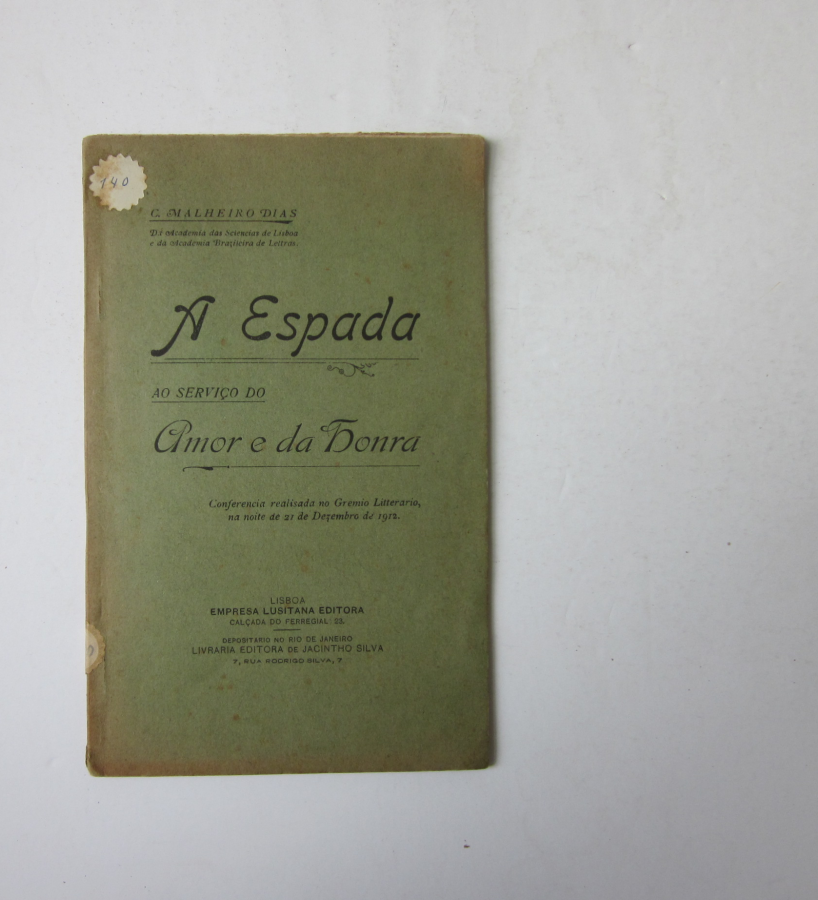 140
C. MALHEIRO DIAS
Da Academia das Sciencias de Lisboa
e da Academia Brazileira de Letras.
A Espada
AO SERVIÇO DO
Amor e da Honra
Conferencia realisada no Gremio Litterario,
na noite de 21 de Dezembro de 1912.
LISBOA
EMPRESA LUSITANA EDITORA
CALÇADA DO FERREGIAL, 23.
DEPOSITARIO NO RIO DE JANEIRO
LIVRARIA EDITORA DE JACINTHO SILVA
7, RUA RODRIGO SILVA, 7